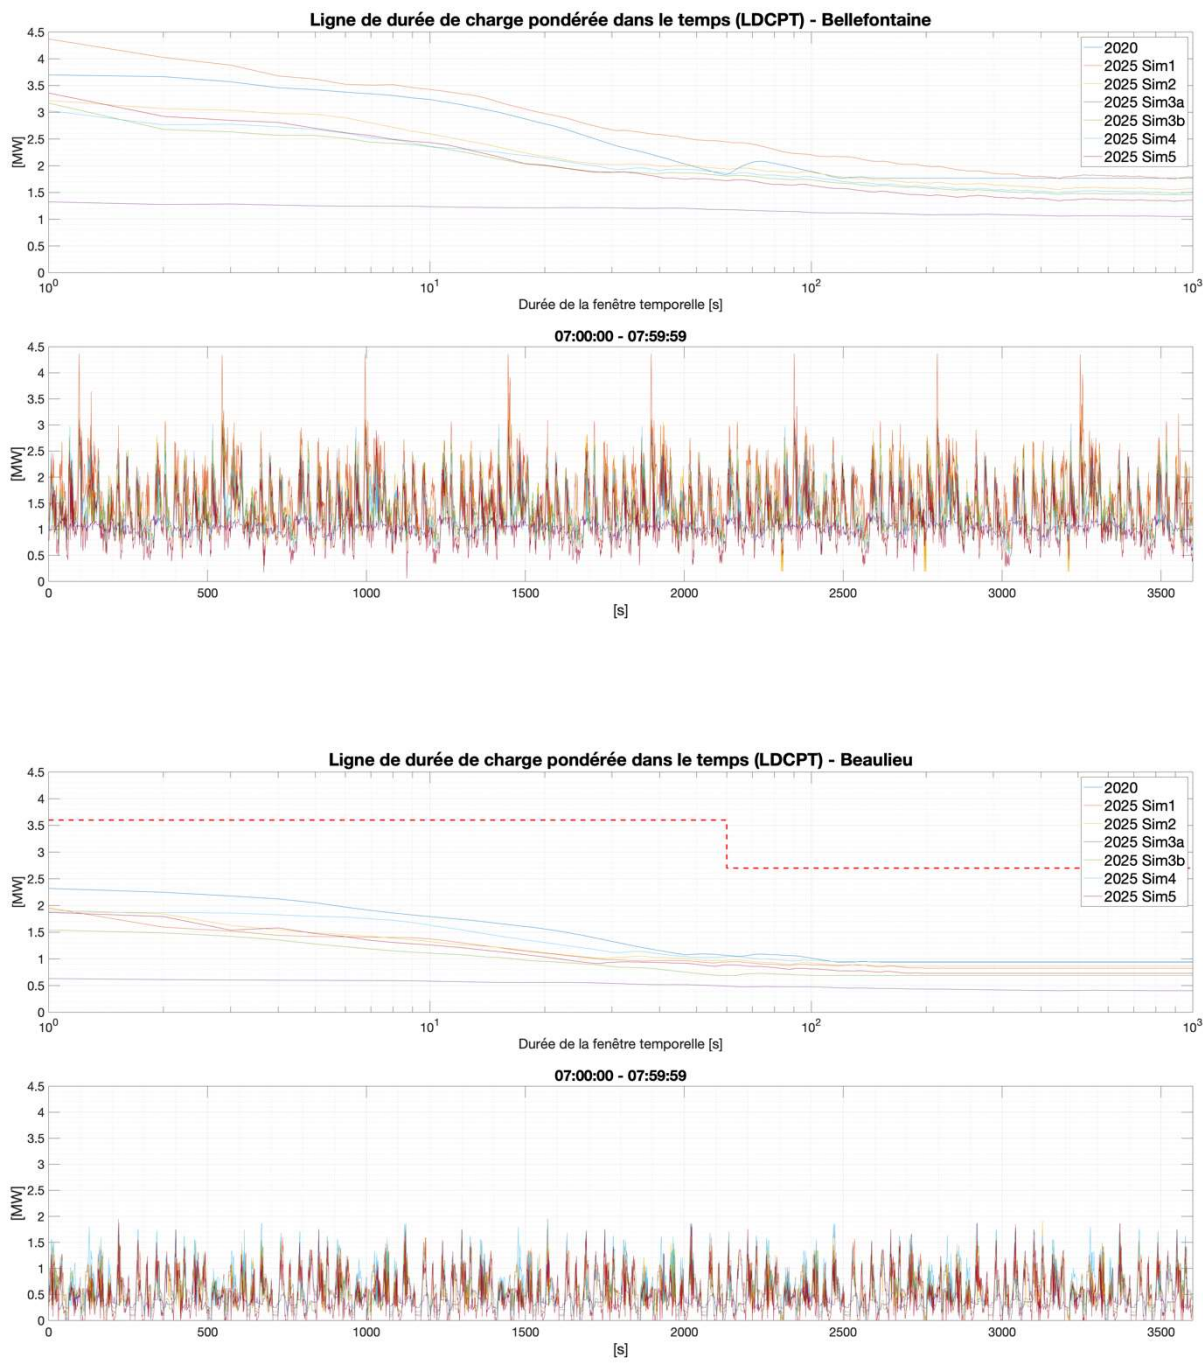 Ligne de durée de charge pondérée dans le temps (LDCPT) - Bellefontaine
4.5
4
3.5
3
2.5
2
1.5
1
0.5
0
[MW]
2020
2025 Sim1
2025 Sim2
2025 Sim3a
2025 Sim3b
2025 Sim4
2025 Sim5
10^0 10^1 10^2 10^3
Durée de la fenêtre temporelle [s]
07:00:00 - 07:59:59
4.5
4
3.5
3
2.5
2
1.5
1
0.5
0
[MW]
0 500 1000 1500 2000 2500 3000 3500
[s]
Ligne de durée de charge pondérée dans le temps (LDCPT) - Beaulieu
4.5
4
3.5
3
2.5
2
1.5
1
0.5
0
[MW]
2020
2025 Sim1
2025 Sim2
2025 Sim3a
2025 Sim3b
2025 Sim4
2025 Sim5
10^0 10^1 10^2 10^3
Durée de la fenêtre temporelle [s]
07:00:00 - 07:59:59
4.5
4
3.5
3
2.5
2
1.5
1
0.5
0
[MW]
0 500 1000 1500 2000 2500 3000 3500
[s]